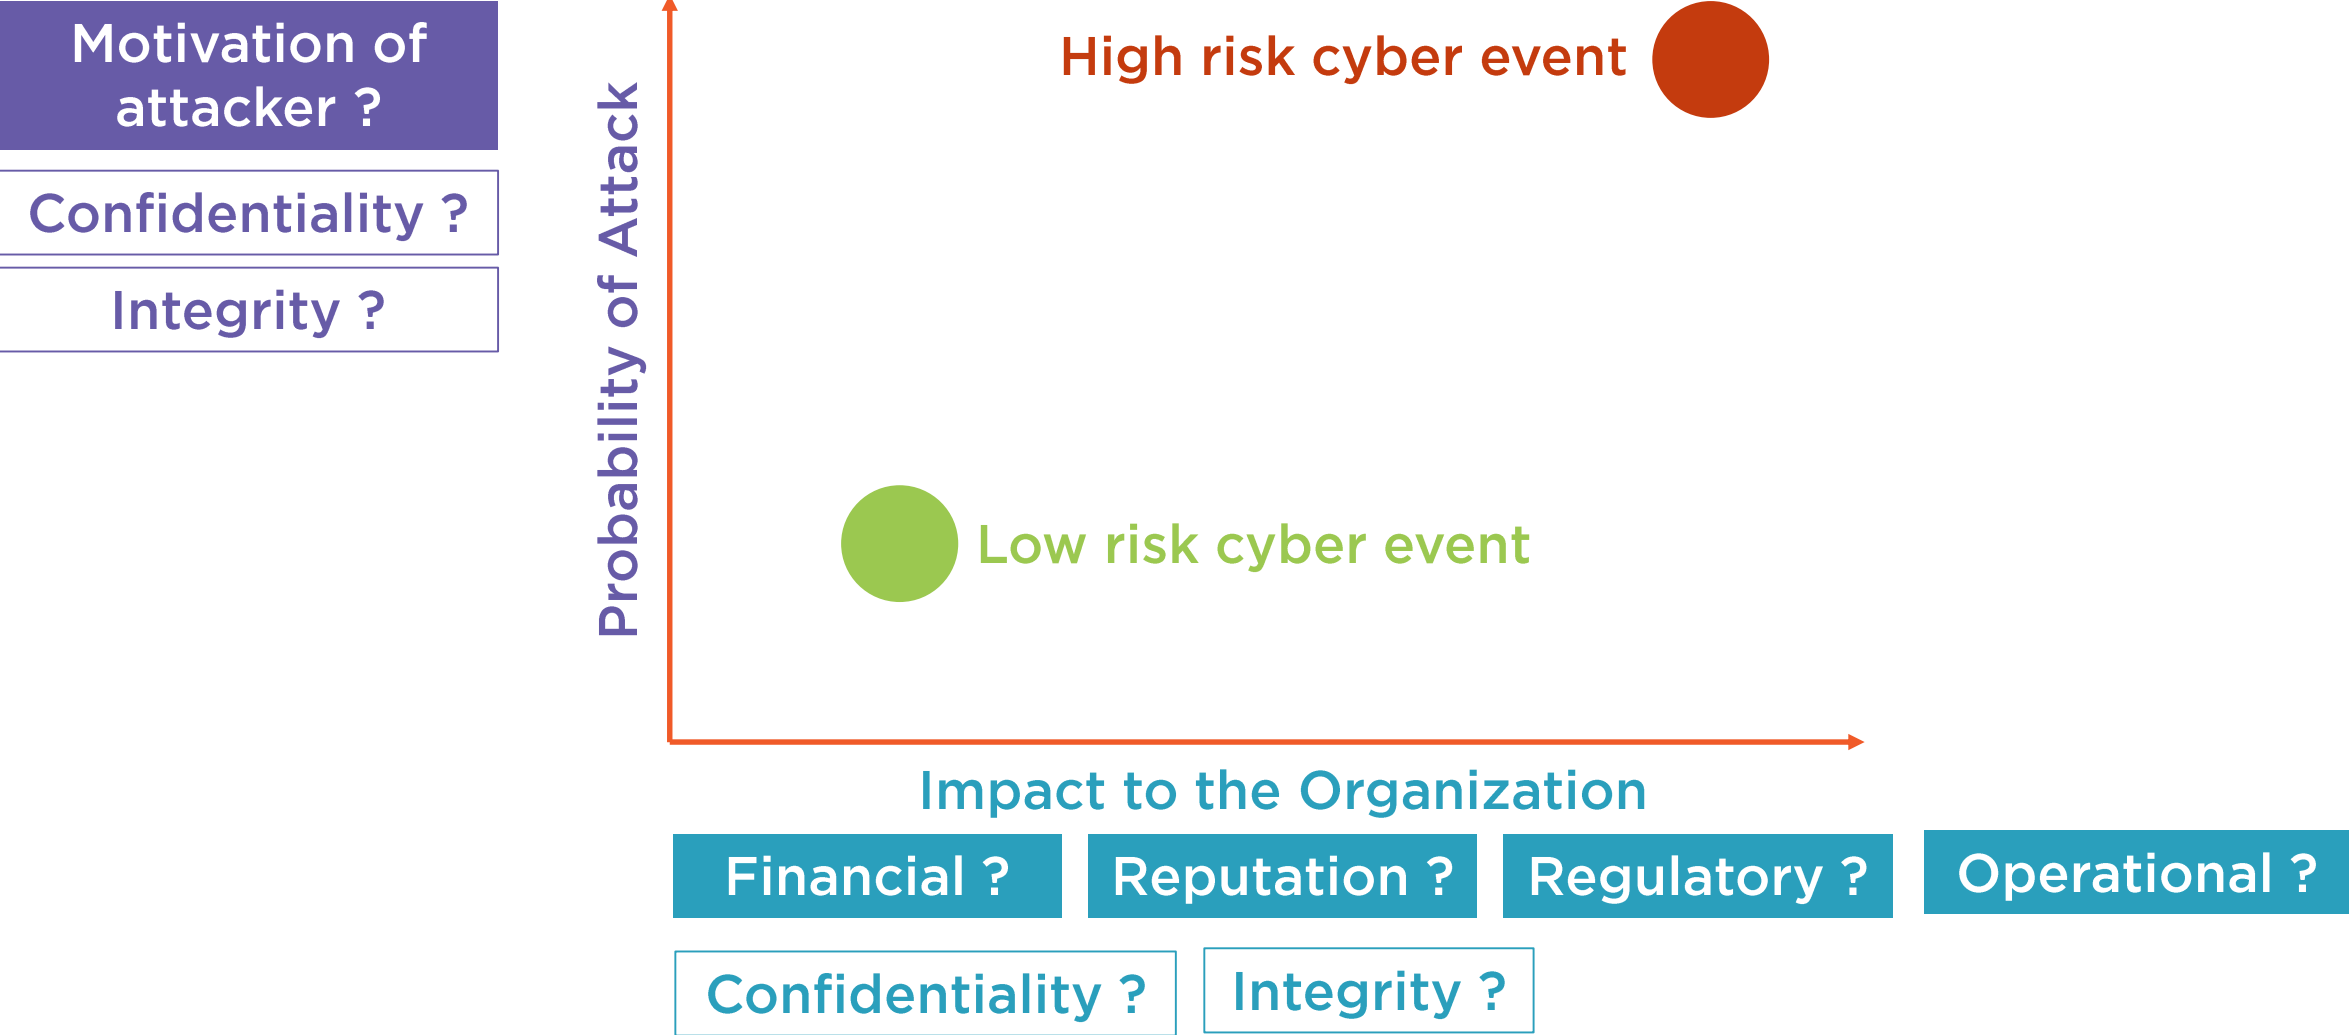 Motivation of
attacker ?
Confidentiality ?
Integrity ?
Probability of Attack
High risk cyber event
Low risk cyber event
Impact to the Organization
Financial ?
Reputation ?
Regulatory ?
Operational ?
Confidentiality ?
Integrity ?